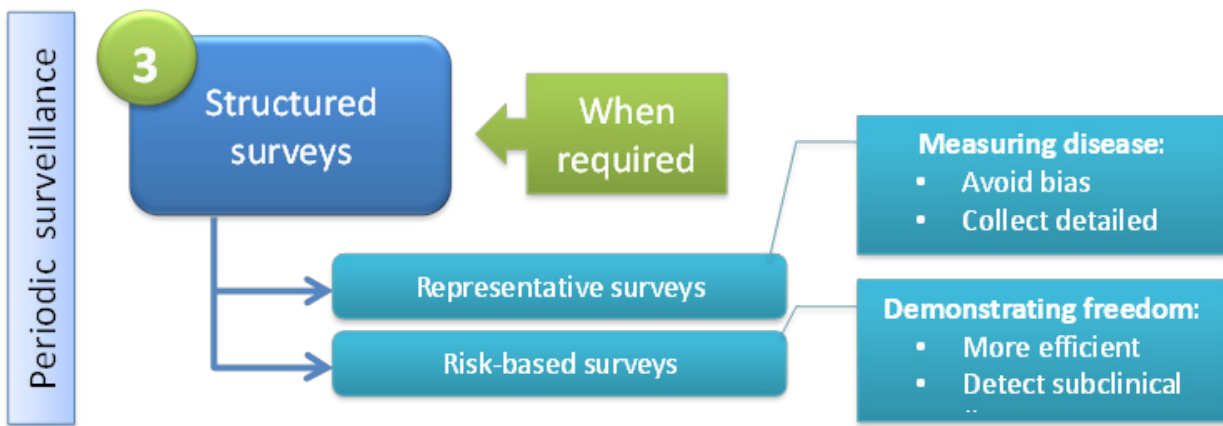 Periodic surveillance
3
Structured
surveys
When
required
Measuring disease:
• Avoid bias
• Collect detailed
Representative surveys
Demonstrating freedom:
• More efficient
• Detect subclinical
Risk-based surveys